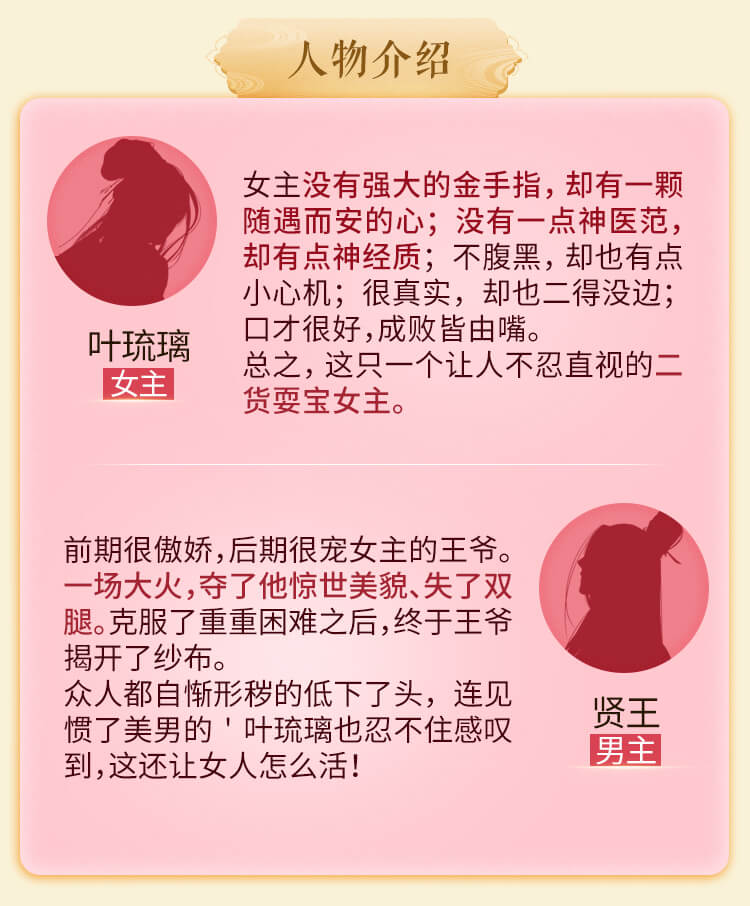 人物介绍
女主没有强大的金手指，却有一颗
随遇而安的心；没有一点神医范，
却有点神经质；不腹黑，却也有点
小心机；很真实，却也二得没边；
口才很好，成败皆由嘴。
总之，这只一个让人不忍直视的二
货耍宝女主。
叶琉璃
女主
前期很傲娇，后期很宠女主的王爷。
一场大火，夺了他惊世美貌、失了双
腿。克服了重重困难之后，终于王爷
揭开了纱布。
众人都自惭形秽的低下了头，连见
惯了美男的＇叶琉璃也忍不住感叹
到，这还让女人怎么活！
贤王
男主